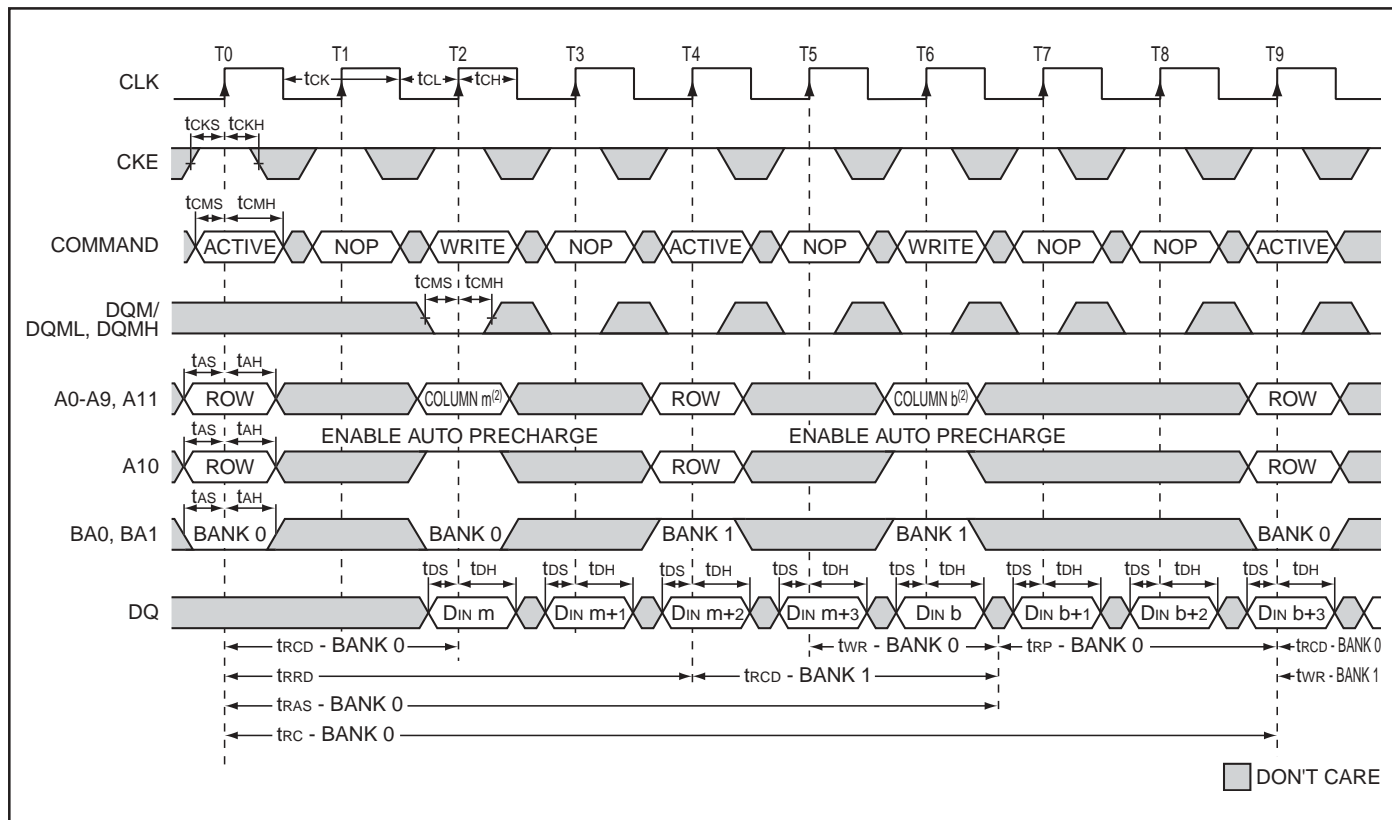 T0 T1 T2 T3 T4 T5 T6 T7 T8 T9
CLK tCK tCL tCH
tCKS tCKH
CKE
tCMS tCMH
COMMAND ACTIVE NOP WRITE NOP ACTIVE NOP WRITE NOP NOP ACTIVE
tCMS tCMH
DQM/
DQML, DQMH
tAS tAH
A0-A9, A11 ROW COLUMN m(2) ROW COLUMN b(2) ROW
tAS tAH ENABLE AUTO PRECHARGE ENABLE AUTO PRECHARGE
A10 ROW ROW ROW
tAS tAH
BA0, BA1 BANK 0 BANK 0 BANK 1 BANK 1 BANK 0
tDS tDH tDS tDH tDS tDH tDS tDH tDS tDH tDS tDH tDS tDH tDS tDH
DQ DIN m DIN m+1 DIN m+2 DIN m+3 DIN b DIN b+1 DIN b+2 DIN b+3
tRCD - BANK 0 tWR - BANK 0 tRP - BANK 0 tRCD - BANK 0
tRRD tRCD - BANK 1 tWR - BANK 1
tRAS - BANK 0
tRC - BANK 0
DON'T CARE